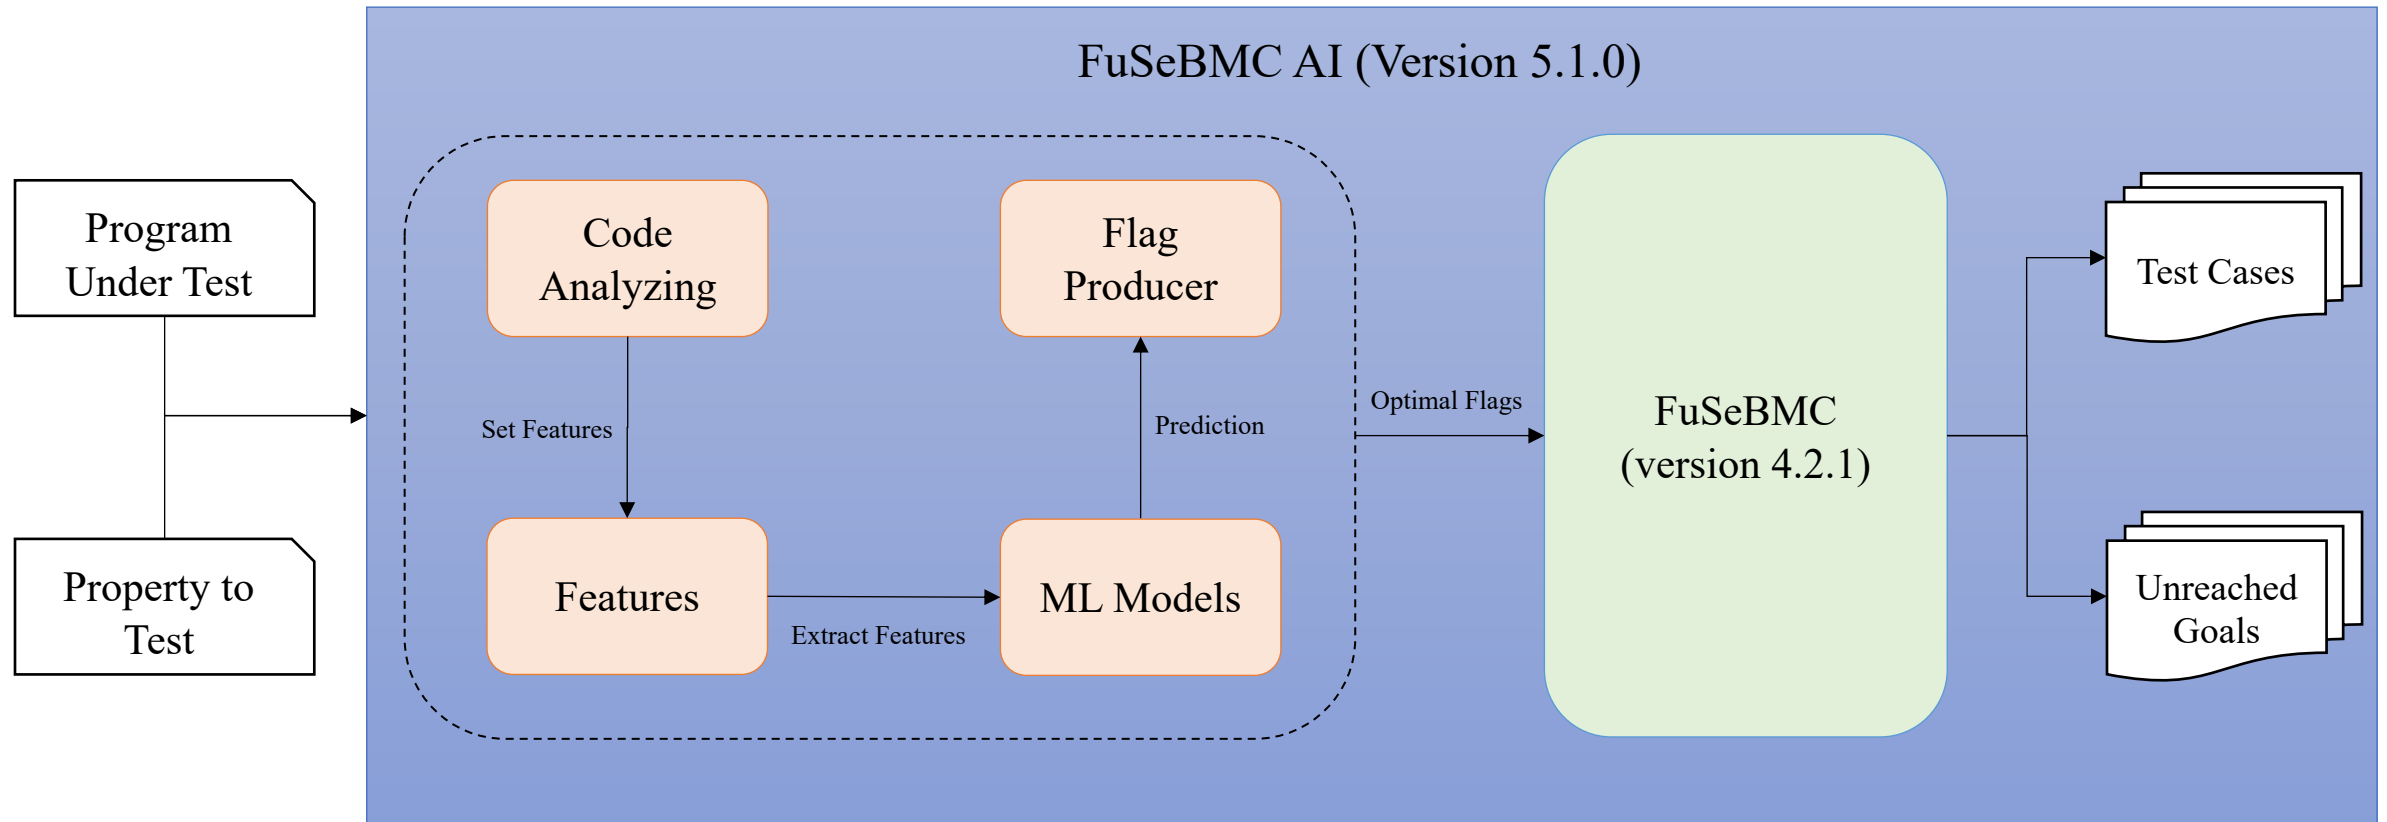 FuSeBMC AI (Version 5.1.0)
Program
Under Test
Property to
Test
Code
Analyzing
Set Features
Features
Extract Features
ML Models
Prediction
Flag
Producer
Optimal Flags
FuSeBMC
(version 4.2.1)
Test Cases
Unreached
Goals